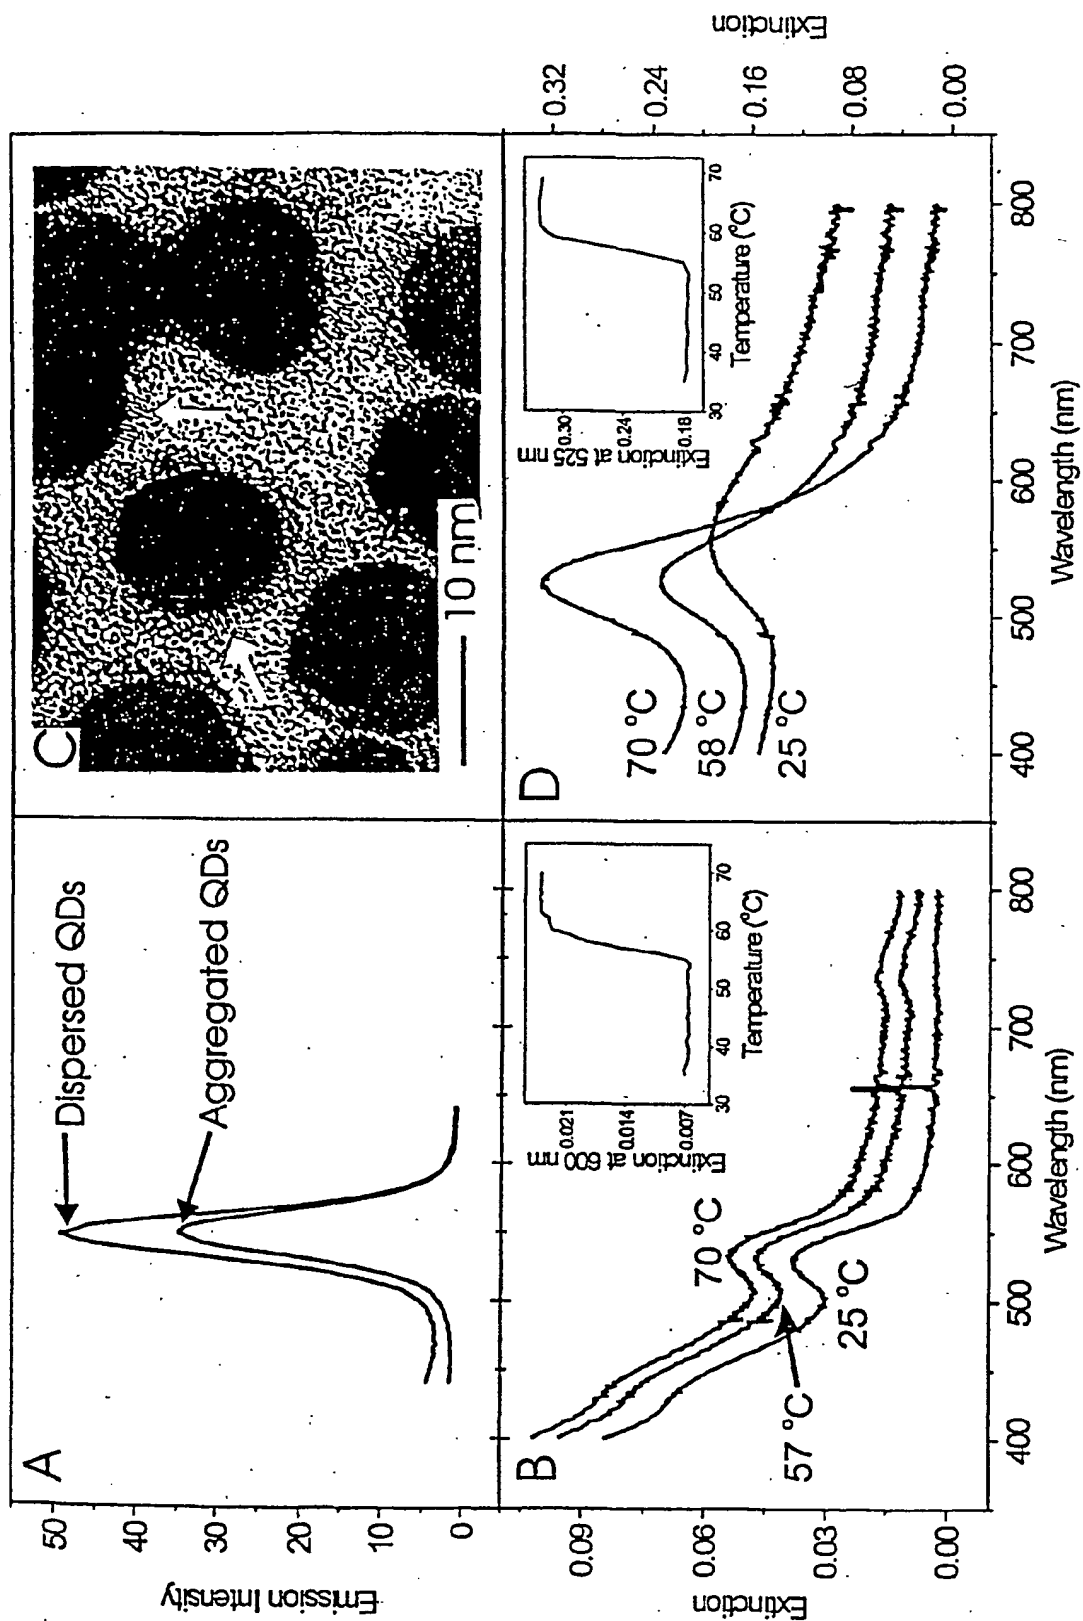 A
Dispersed QDs
Aggregated QDs
Emission Intensity
50
40
30
20
10
0
C
10 nm
B
70 °C
57 °C
25 °C
Extinction
0.09
0.06
0.03
0.00
400 500 600 700 800
Wavelength (nm)
Extinction at 600 nm
0.021
0.014
0.007
30 40 50 60 70
Temperature (°C)
D
70 °C
58 °C
25 °C
Extinction
0.32
0.24
0.16
0.08
0.00
400 500 600 700 800
Wavelength (nm)
Extinction at 525 nm
0.30
0.24
0.18
30 40 50 60 70
Temperature (°C)